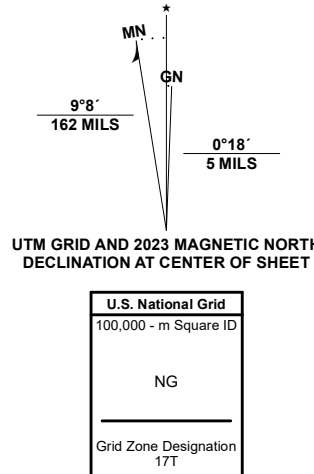 ★
MN
GN
9°8´
162 MILS
0°18´
5 MILS
UTM GRID AND 2023 MAGNETIC NORTH
DECLINATION AT CENTER OF SHEET
U.S. National Grid
100,000 - m Square ID
NG
Grid Zone Designation
17T